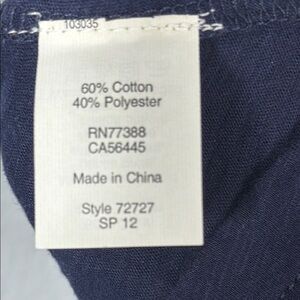 103035
60% Cotton
40% Polyester
RN77388
CA56445
Made in China
Style 72727
SP 12